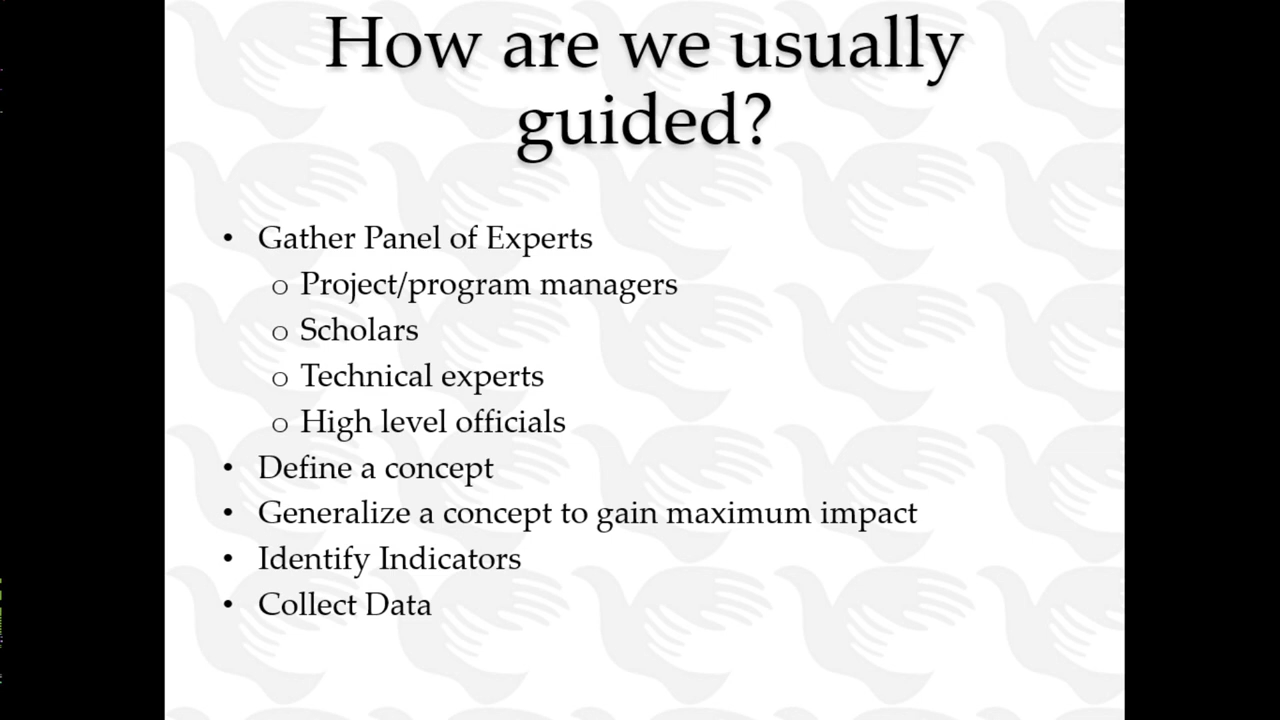 How are we usually
guided?
• Gather Panel of Experts
o Project/program managers
o Scholars
o Technical experts
o High level officials
• Define a concept
• Generalize a concept to gain maximum impact
• Identify Indicators
• Collect Data